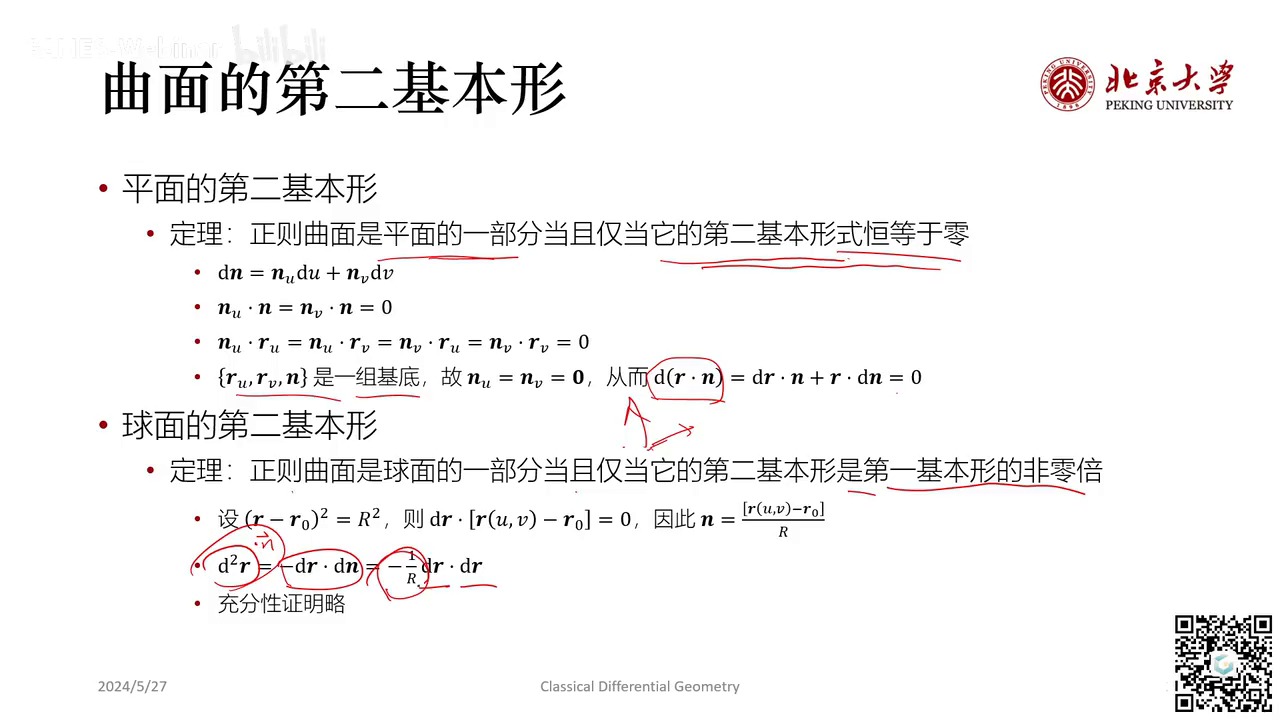 bilibili
曲面的第二基本形
北京大学
PEKING UNIVERSITY
• 平面的第二基本形
• 定理：正则曲面是平面的一部分当且仅当它的第二基本形式恒等于零
• d𝒏 = 𝒏ᵤd𝑢 + 𝒏ᵥd𝑣
• 𝒏ᵤ · 𝒏 = 𝒏ᵥ · 𝒏 = 0
• 𝒏ᵤ · 𝒓ᵤ = 𝒏ᵤ · 𝒓ᵥ = 𝒏ᵥ · 𝒓ᵤ = 𝒏ᵥ · 𝒓ᵥ = 0
• {𝒓ᵤ, 𝒓ᵥ, 𝒏} 是一组基底，故 𝒏ᵤ = 𝒏ᵥ = 𝟎，从而 d(𝒓 · 𝒏) = d𝒓 · 𝒏 + 𝒓 · d𝒏 = 0
• 球面的第二基本形
• 定理：正则曲面是球面的一部分当且仅当它的第二基本形是第一基本形的非零倍
• 设 (𝒓 − 𝒓₀)² = 𝑅²，则 d𝒓 · [𝒓(𝑢, 𝑣) − 𝒓₀] = 0，因此 𝒏 = [𝒓(𝑢,𝑣)−𝒓₀]/𝑅
• d²𝒓 ·n⃗ = −d𝒓 · d𝒏 = −1/𝑅 d𝒓 · d𝒓
• 充分性证明略
2024/5/27
Classical Differential Geometry